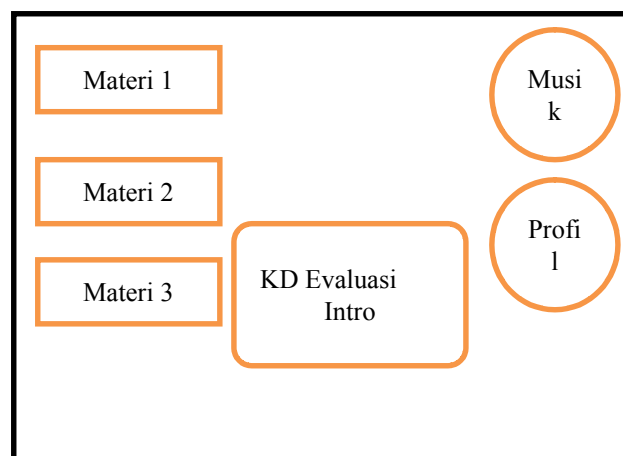 Materi 1
Musi
k
Materi 2
Profi
l
Materi 3
KD Evaluasi
Intro